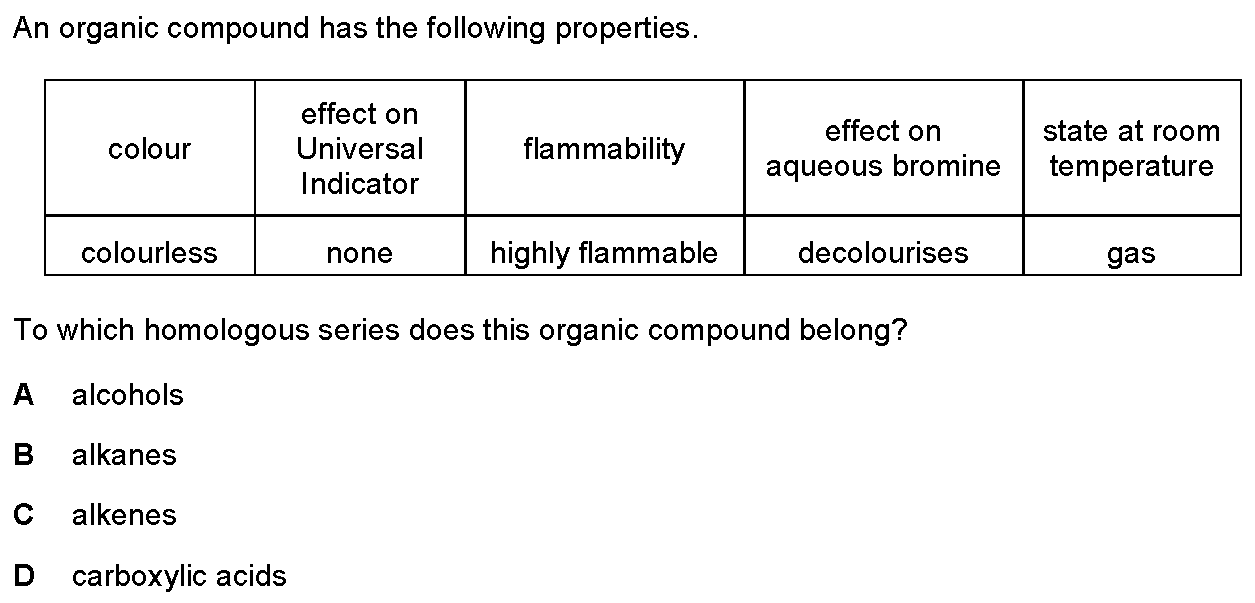 An organic compound has the following properties.
colour
effect on
Universal
Indicator
flammability
effect on
aqueous bromine
state at room
temperature
colourless
none
highly flammable
decolourises
gas
To which homologous series does this organic compound belong?
A alcohols
B alkanes
C alkenes
D carboxylic acids